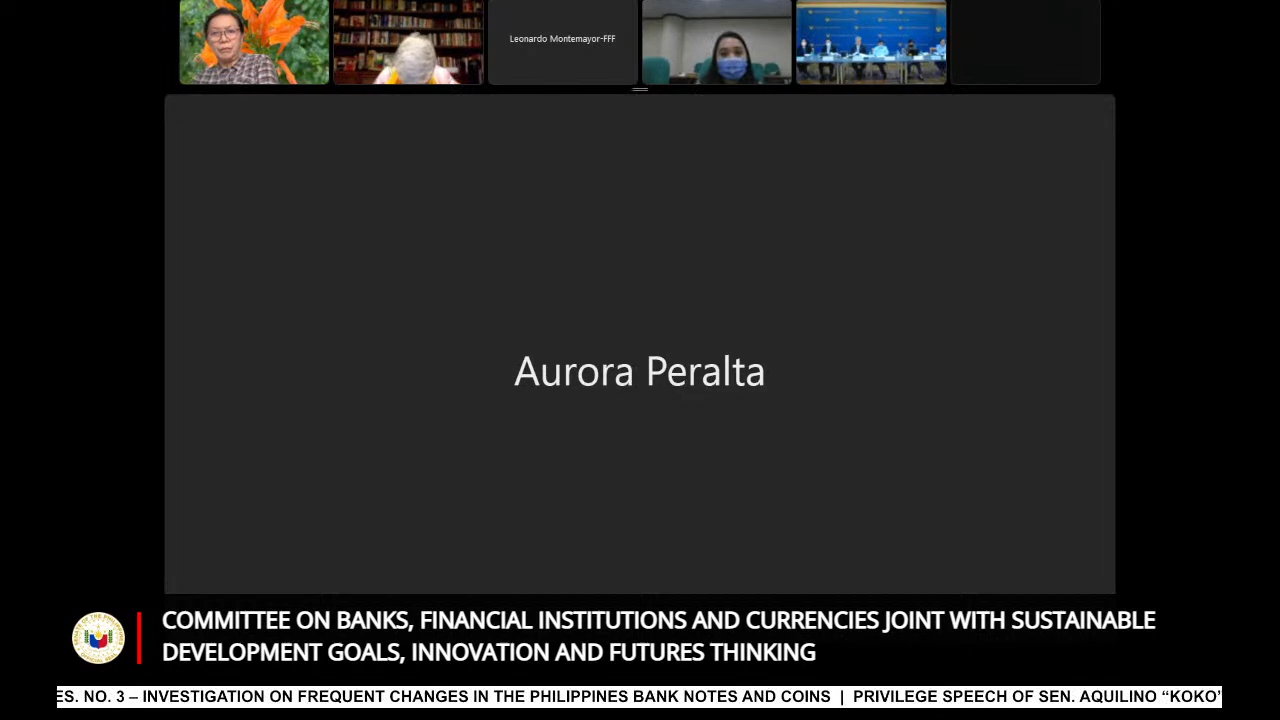 Leonardo Montemayor-FFF
Aurora Peralta
COMMITTEE ON BANKS, FINANCIAL INSTITUTIONS AND CURRENCIES JOINT WITH SUSTAINABLE
DEVELOPMENT GOALS, INNOVATION AND FUTURES THINKING
ES. NO. 3 – INVESTIGATION ON FREQUENT CHANGES IN THE PHILIPPINES BANK NOTES AND COINS | PRIVILEGE SPEECH OF SEN. AQUILINO “KOKO”